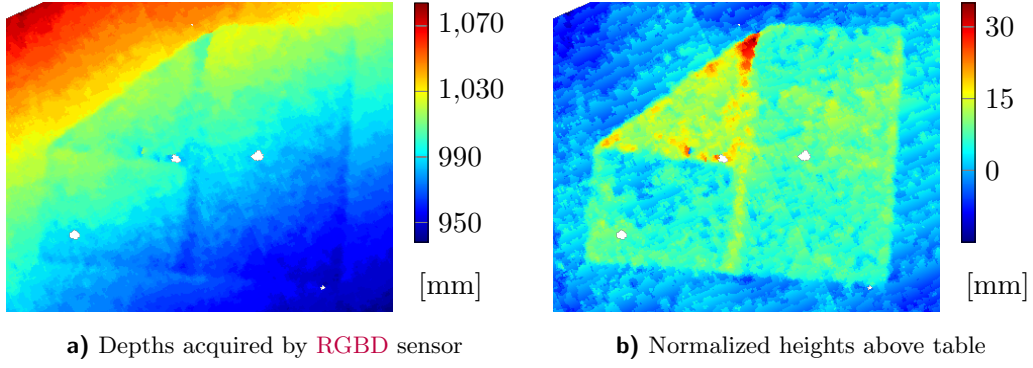 1,070
1,030
990
950
[mm]
35
15
0
[mm]
a) Depths acquired by RGBD sensor
b) Normalized heights above table